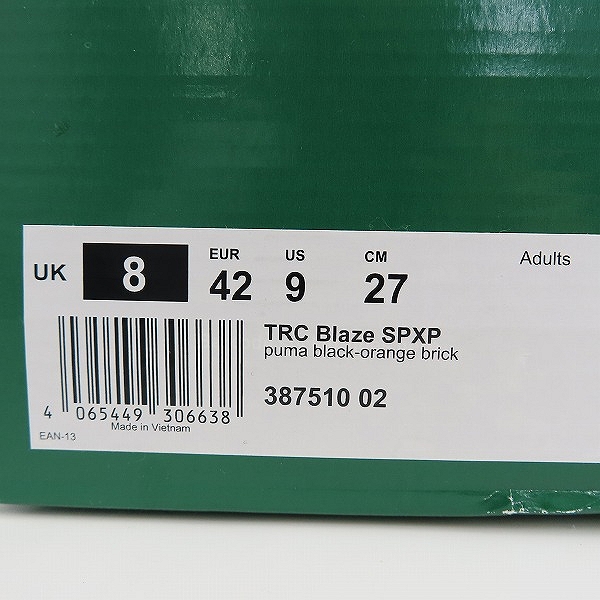 UK 8 EUR 42 US 9 CM 27 Adults
TRC Blaze SPXP
puma black-orange brick
387510 02
4 065449 306638
Made in Vietnam
EAN-13